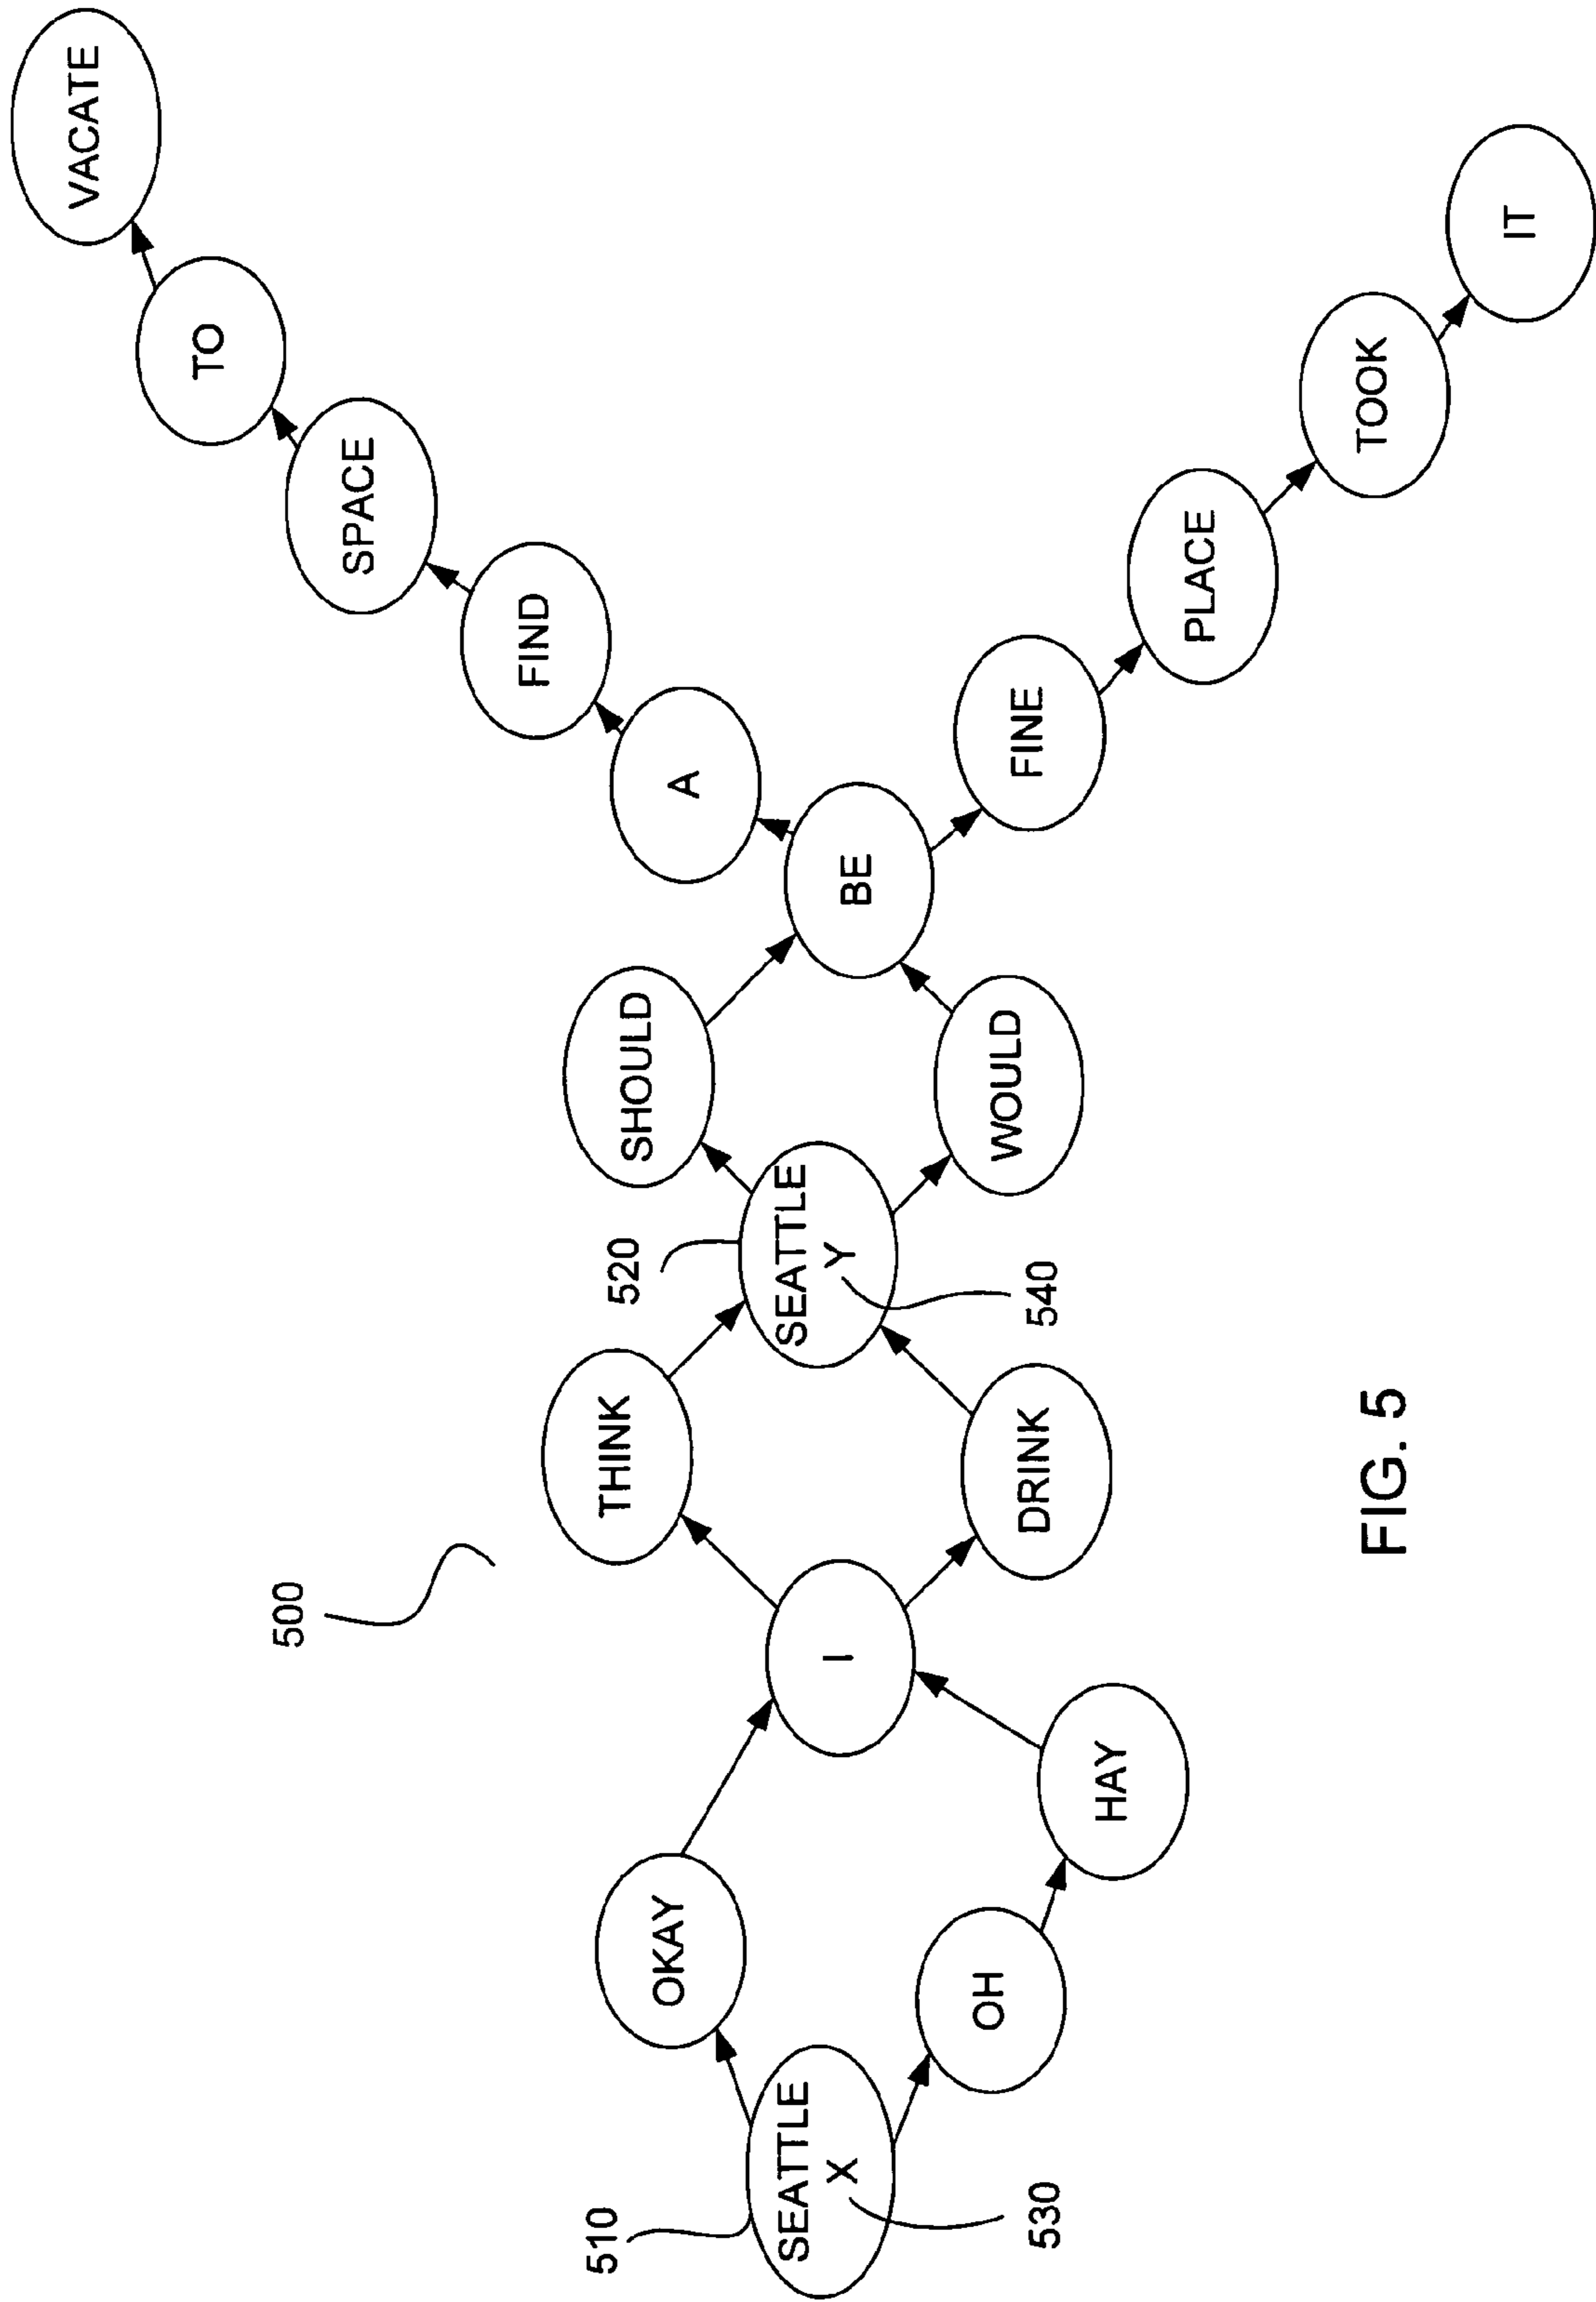 500
510
SEATTLE
X
530
OKAY
OH
HAY
I
THINK
DRINK
520
SEATTLE
Y
540
SHOULD
WOULD
BE
A
FIND
SPACE
TO
VACATE
FINE
PLACE
TOOK
IT
FIG. 5